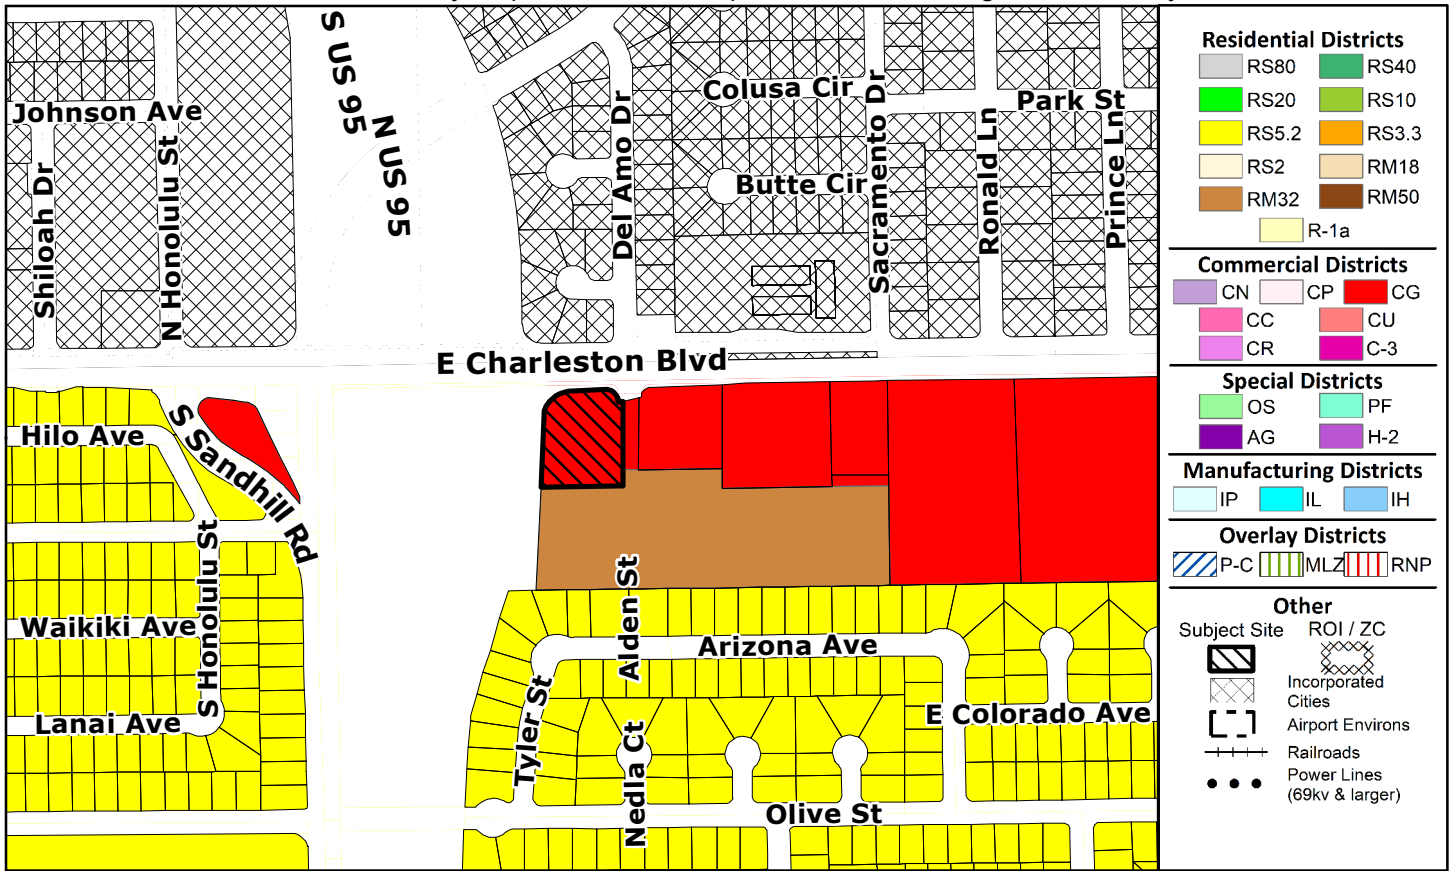 S US 95
N US 95
Johnson Ave
Shiloah Dr
N Honolulu St
Del Amo Dr
Colusa Cir
Butte Cir
Sacramento Dr
Ronald Ln
Park St
Prince Ln
E Charleston Blvd
Hilo Ave
S Sandhill Rd
S Honolulu St
Waikiki Ave
Lanai Ave
Alden St
Arizona Ave
Tyler St
Nedla Ct
E Colorado Ave
Olive St
Residential Districts
RS80 RS40
RS20 RS10
RS5.2 RS3.3
RS2 RM18
RM32 RM50
R-1a
Commercial Districts
CN CP CG
CC CU
CR C-3
Special Districts
OS PF
AG H-2
Manufacturing Districts
IP IL IH
Overlay Districts
P-C MLZ RNP
Other
Subject Site ROI / ZC
Incorporated
Cities
Airport Environs
Railroads
Power Lines
(69kv & larger)